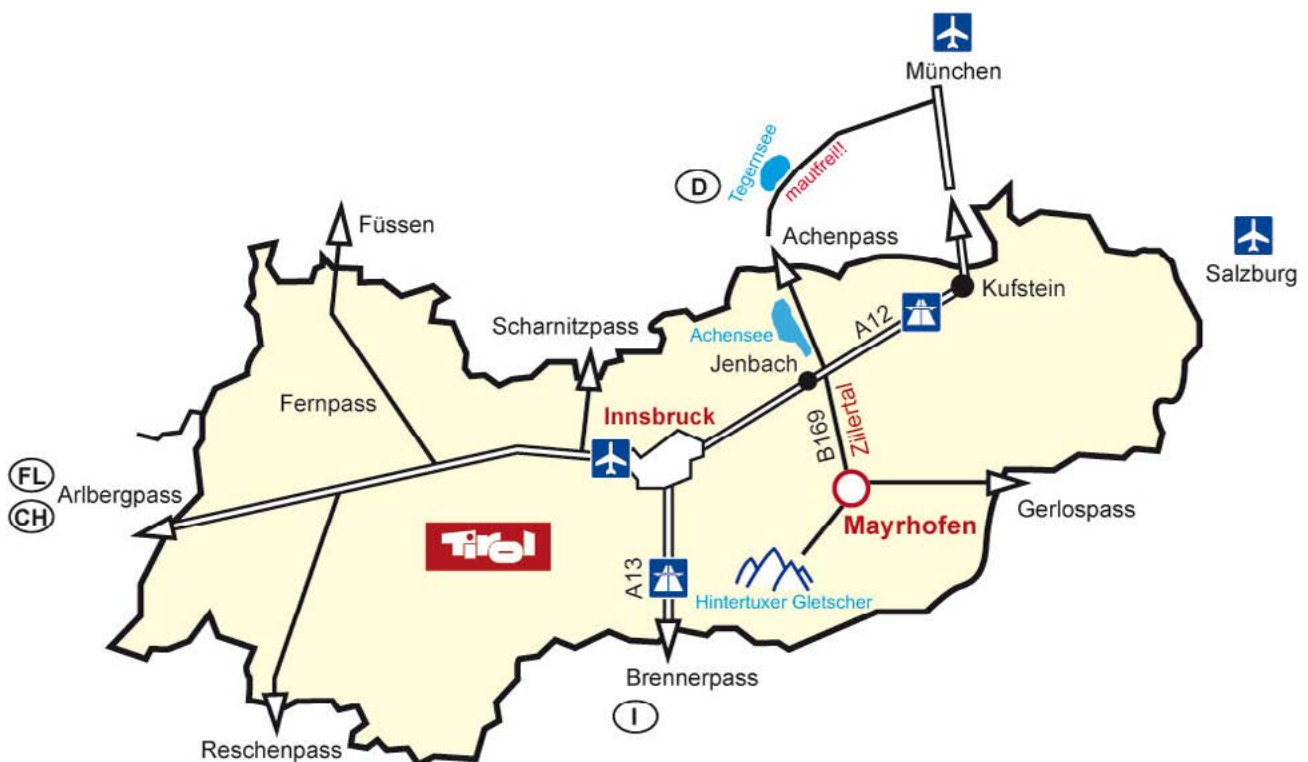 München
Tegernsee
mautfrei!!
D
Füssen
Achenpass
Salzburg
Kufstein
Scharnitzpass
Achensee
A12
Jenbach
Fernpass
Innsbruck
B169
Zillertal
FL
Arlbergpass
CH
Mayrhofen
Gerlospass
Tirol
A13
Hintertuxer Gletscher
Brennerpass
I
Reschenpass